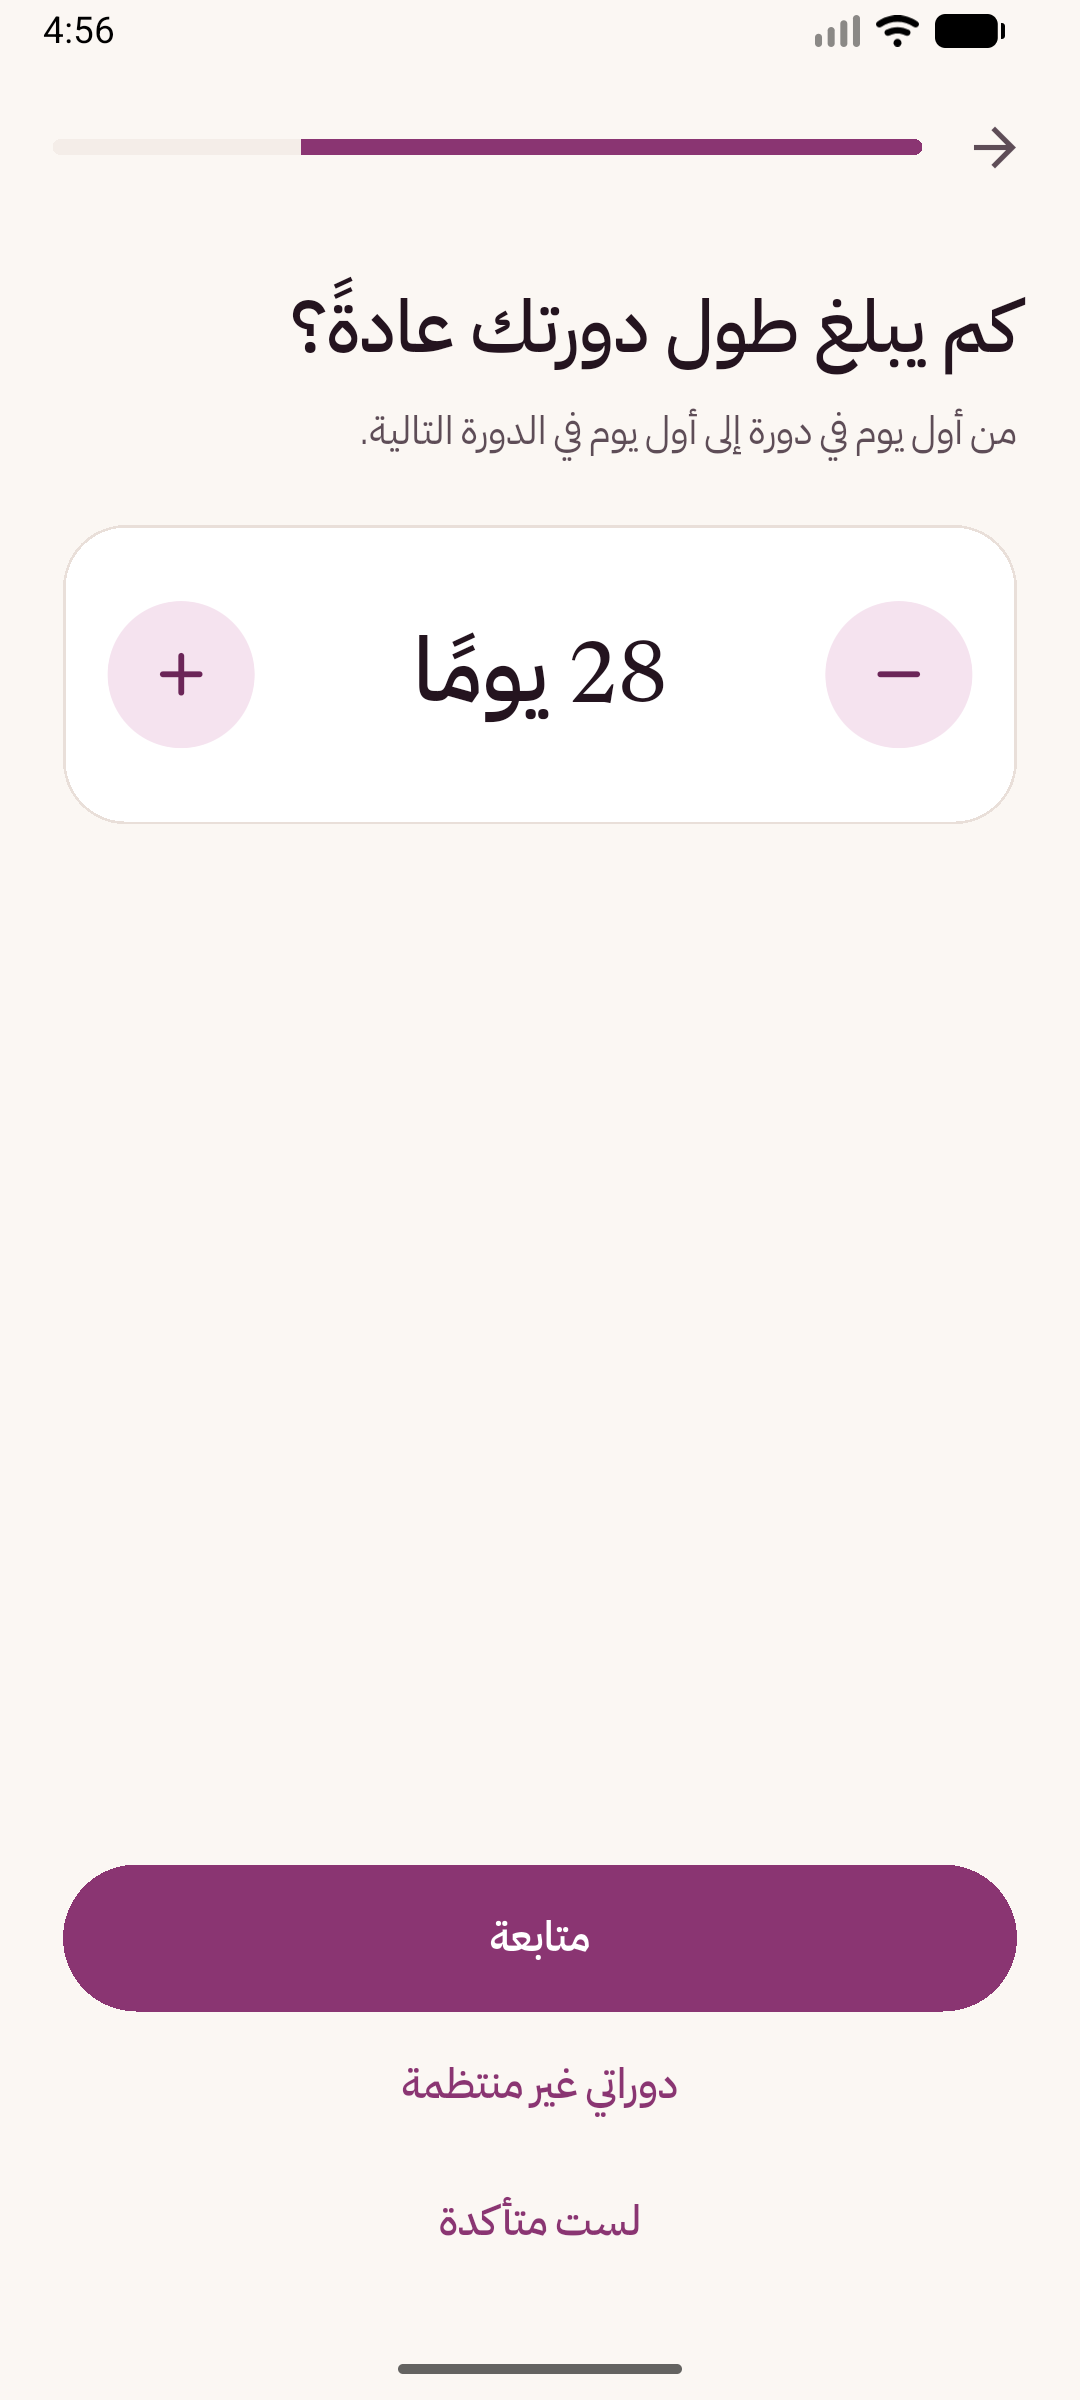 4:56
كم يبلغ طول دورتك عادةً؟
من أول يوم في دورة إلى أول يوم في الدورة التالية.
28 يومًا
متابعة
دوراتي غير منتظمة
لست متأكدة